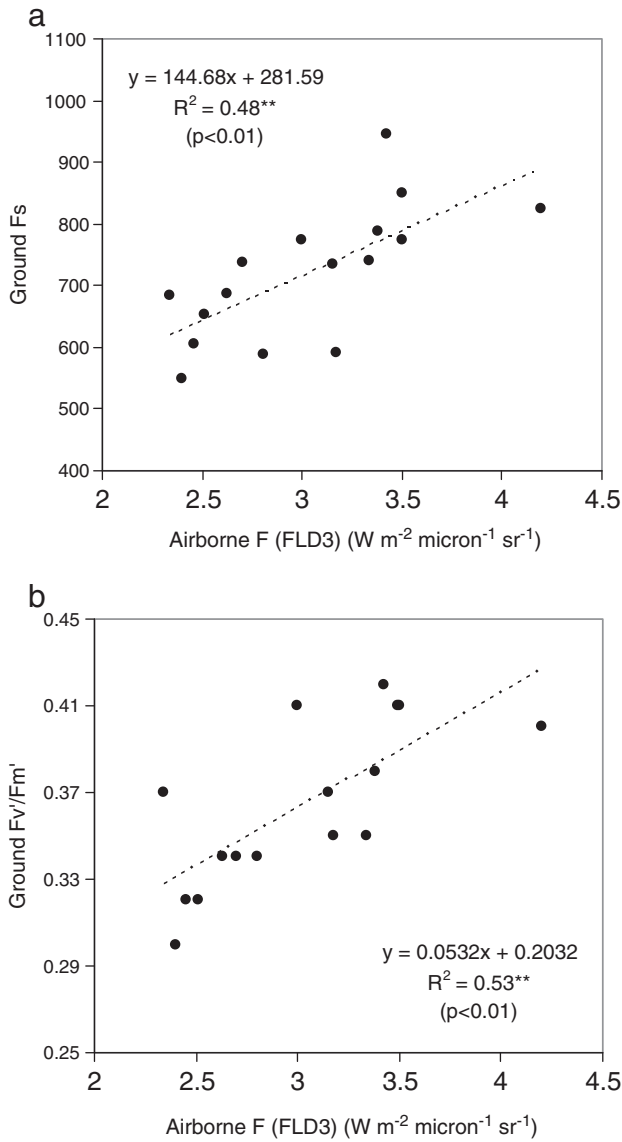 a
1100
1000
900
800
700
600
500
400
y = 144.68x + 281.59
R² = 0.48**
(p<0.01)
Ground Fs
2 2.5 3 3.5 4 4.5
Airborne F (FLD3) (W m⁻² micron⁻¹ sr⁻¹)
b
0.45
0.41
0.37
0.33
0.29
0.25
Ground Fv'/Fm'
y = 0.0532x + 0.2032
R² = 0.53**
(p<0.01)
2 2.5 3 3.5 4 4.5
Airborne F (FLD3) (W m⁻² micron⁻¹ sr⁻¹)